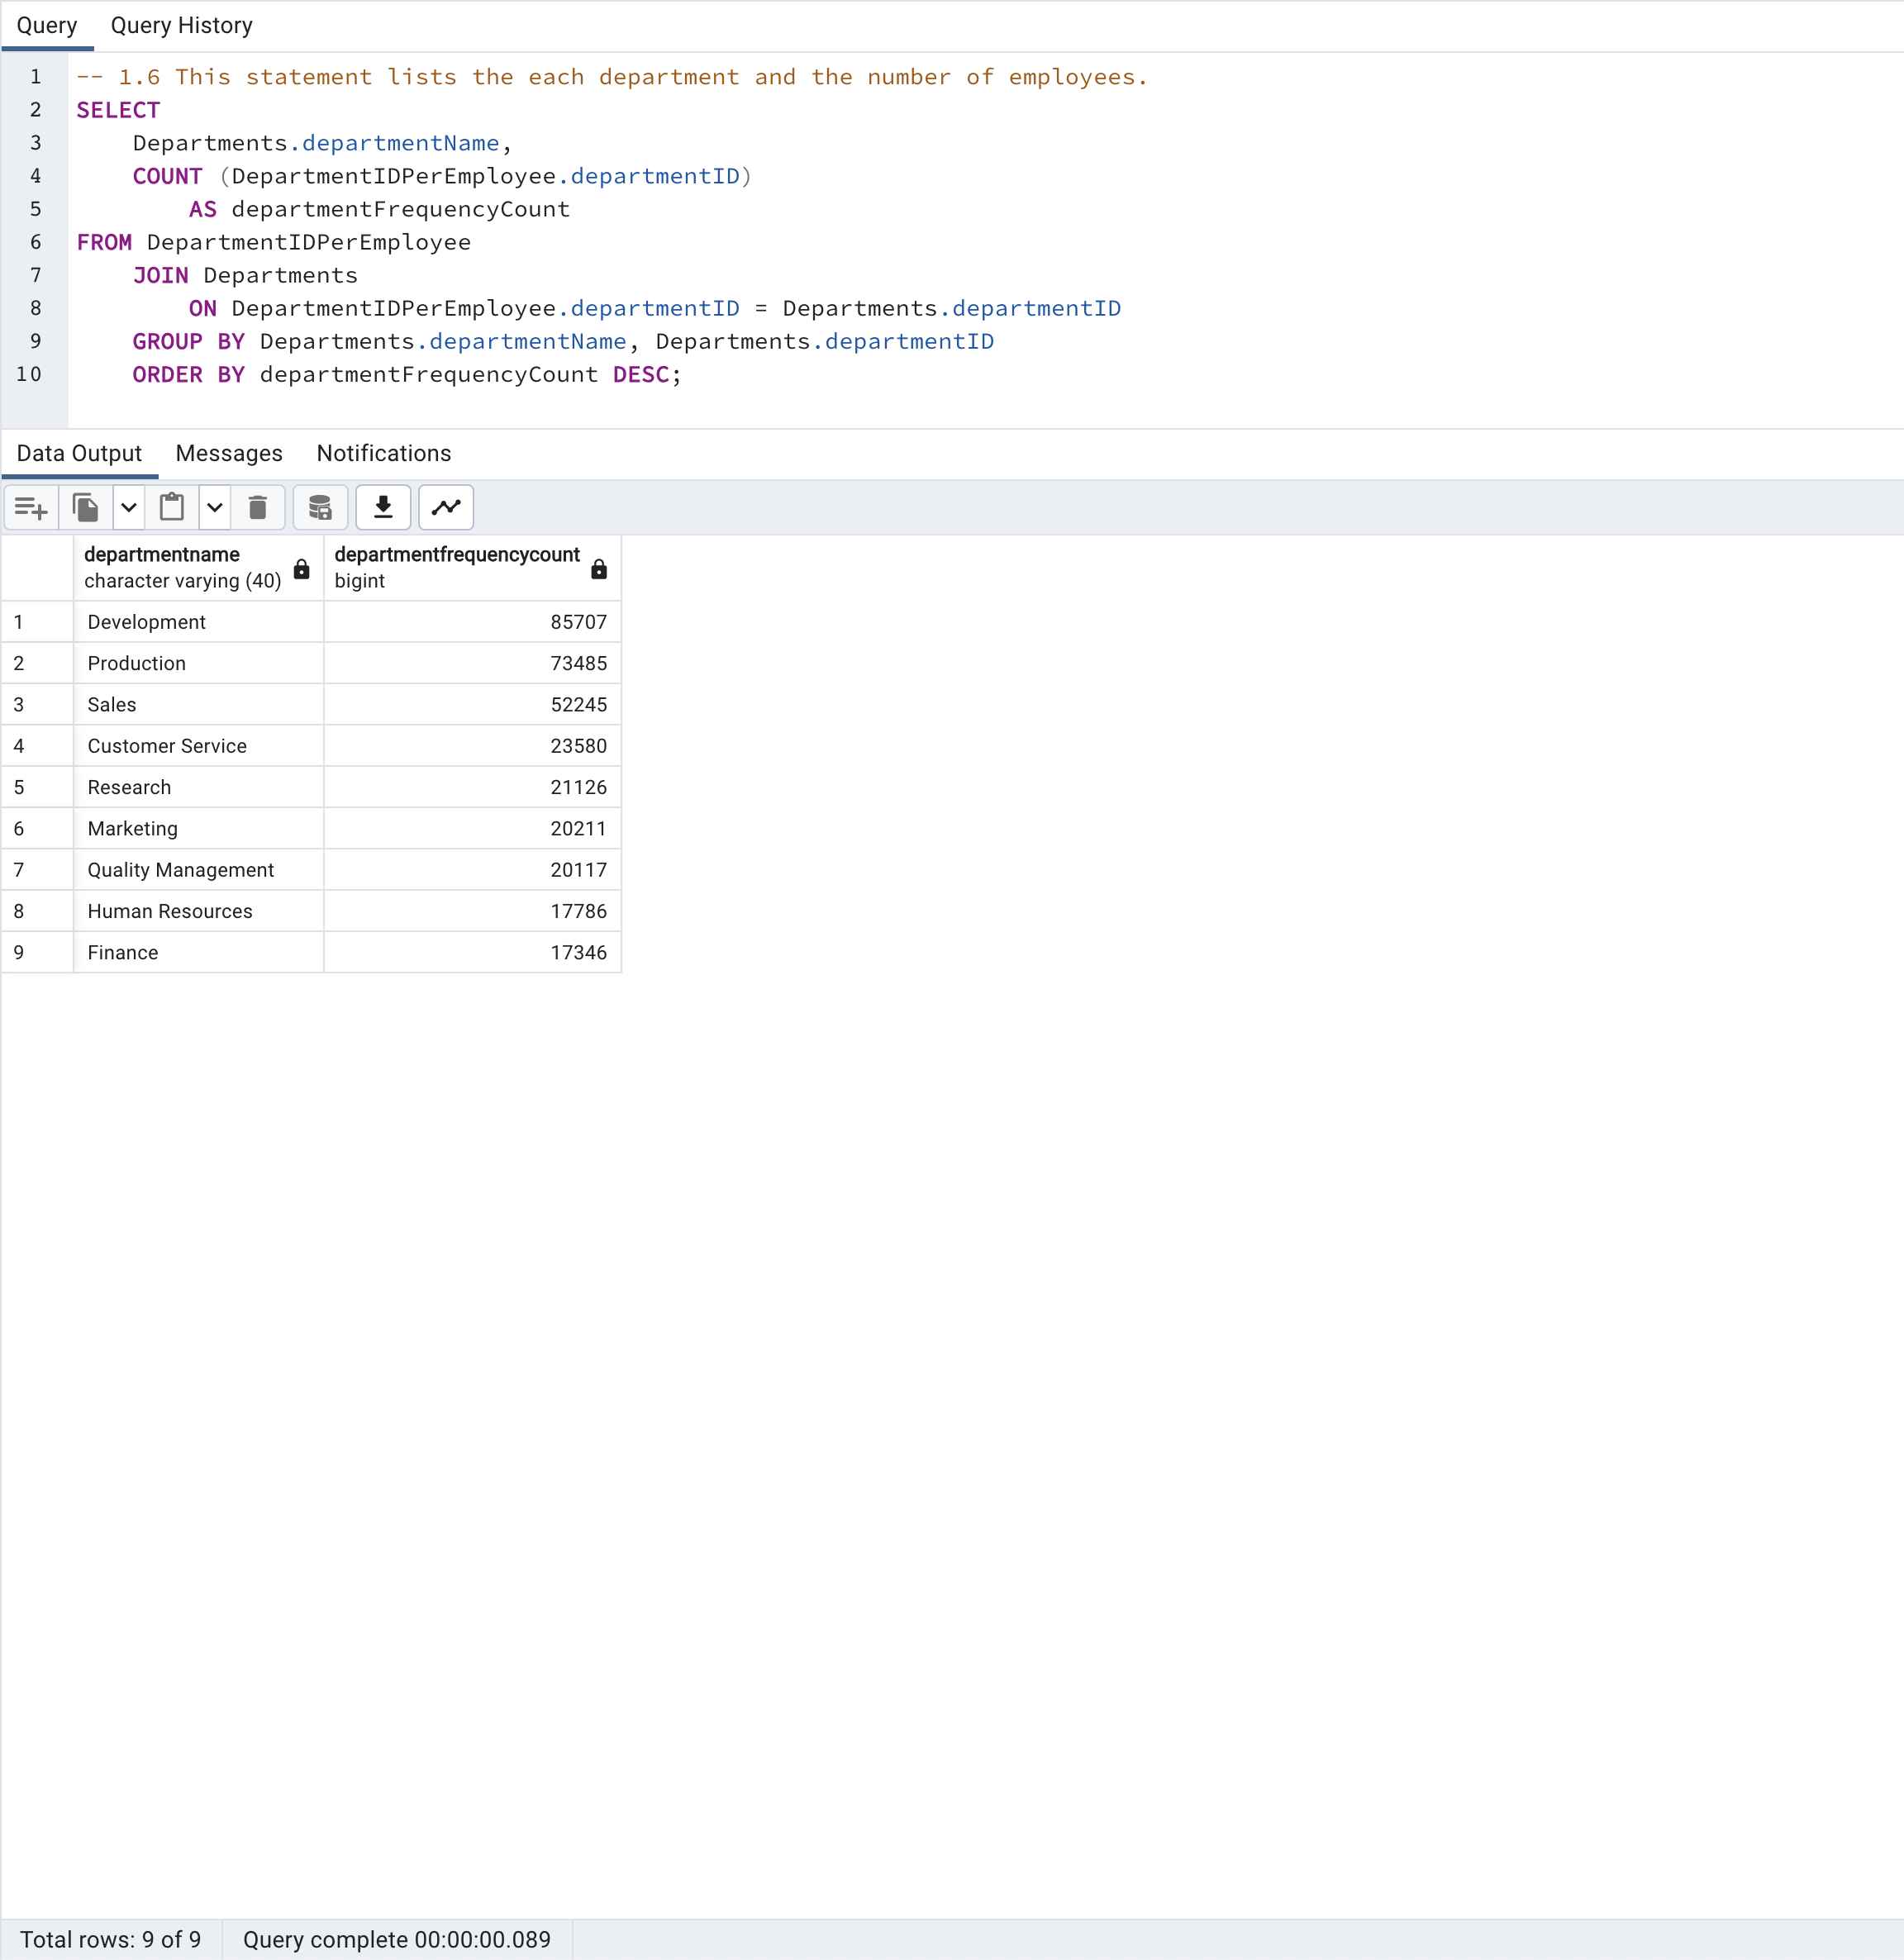 Query Query History
1 -- 1.6 This statement lists the each department and the number of employees.
2 SELECT
3 Departments.departmentName,
4 COUNT (DepartmentIDPerEmployee.departmentID)
5 AS departmentFrequencyCount
6 FROM DepartmentIDPerEmployee
7 JOIN Departments
8 ON DepartmentIDPerEmployee.departmentID = Departments.departmentID
9 GROUP BY Departments.departmentName, Departments.departmentID
10 ORDER BY departmentFrequencyCount DESC;
Data Output Messages Notifications
departmentname departmentfrequencycount
character varying (40) bigint
1 Development 85707
2 Production 73485
3 Sales 52245
4 Customer Service 23580
5 Research 21126
6 Marketing 20211
7 Quality Management 20117
8 Human Resources 17786
9 Finance 17346
Total rows: 9 of 9 Query complete 00:00:00.089